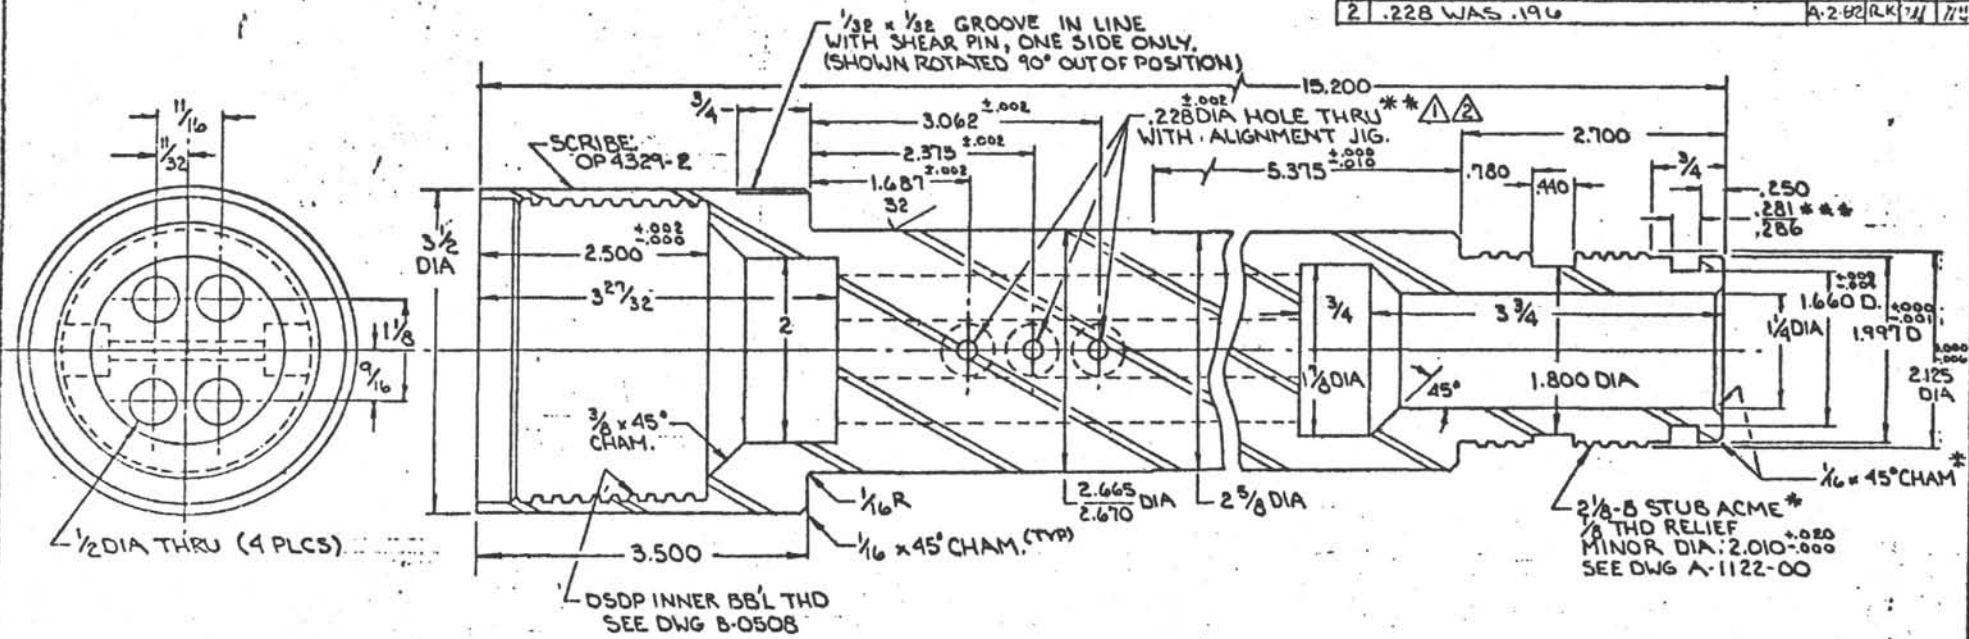 2 .228 WAS .196 A-2-82 RK
1/32 x 1/32 GROOVE IN LINE
WITH SHEAR PIN, ONE SIDE ONLY.
(SHOWN ROTATED 90° OUT OF POSITION)
15.200
11/16
11/32
3/4
3.062 ±.002
.228 ±.002 DIA HOLE THRU ** 1 2
WITH ALIGNMENT JIG.
2.700
SCRIBE:
OP4329-2
2.375 ±.002
5.375 +.000 -.010
.780
3/4
1.687 ±.002
.440
.250
32
.281 ***
.286
3 1/2
DIA
2.500 +.002 -.000
3 27/32
2
1 1/8
9/16
3/4
3 3/4
1.660 D.
1 1/4 DIA
+.000 -.001
1.997 D
1 7/8 DIA
45°
1.800 DIA
2.125
DIA
3/8 x 45°
CHAM.
1/16 R
2.665
2.670 DIA
2 5/8 DIA
1/16 x 45° CHAM *
1/2 DIA THRU (4 PLCS)
3.500
1/16 x 45° CHAM. (TYP)
2 1/8-8 STUB ACME *
1/8 THD RELIEF
MINOR DIA: 2.010 +.020 -.000
SEE DWG A-1122-00
DSDP INNER BB'L THD
SEE DWG B-0508